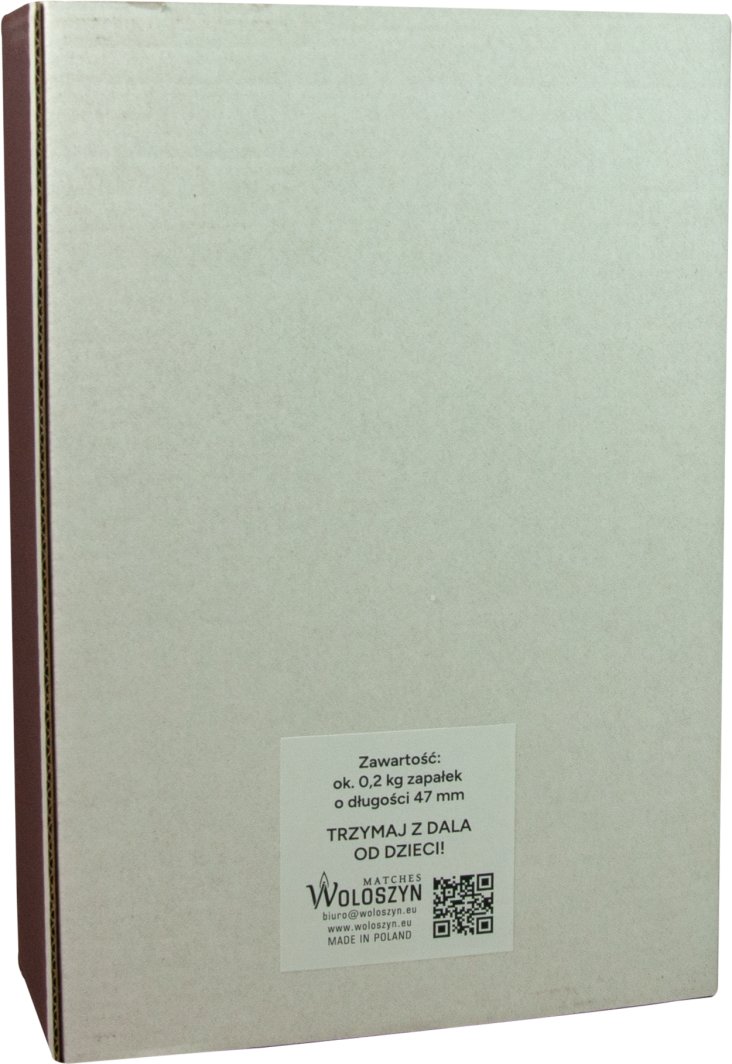 Zawartość:
ok. 0,2 kg zapałek
o długości 47 mm
TRZYMAJ Z DALA
OD DZIECI!
MATCHES
WOLOSZYN
biuro@woloszyn.eu
www.woloszyn.eu
MADE IN POLAND